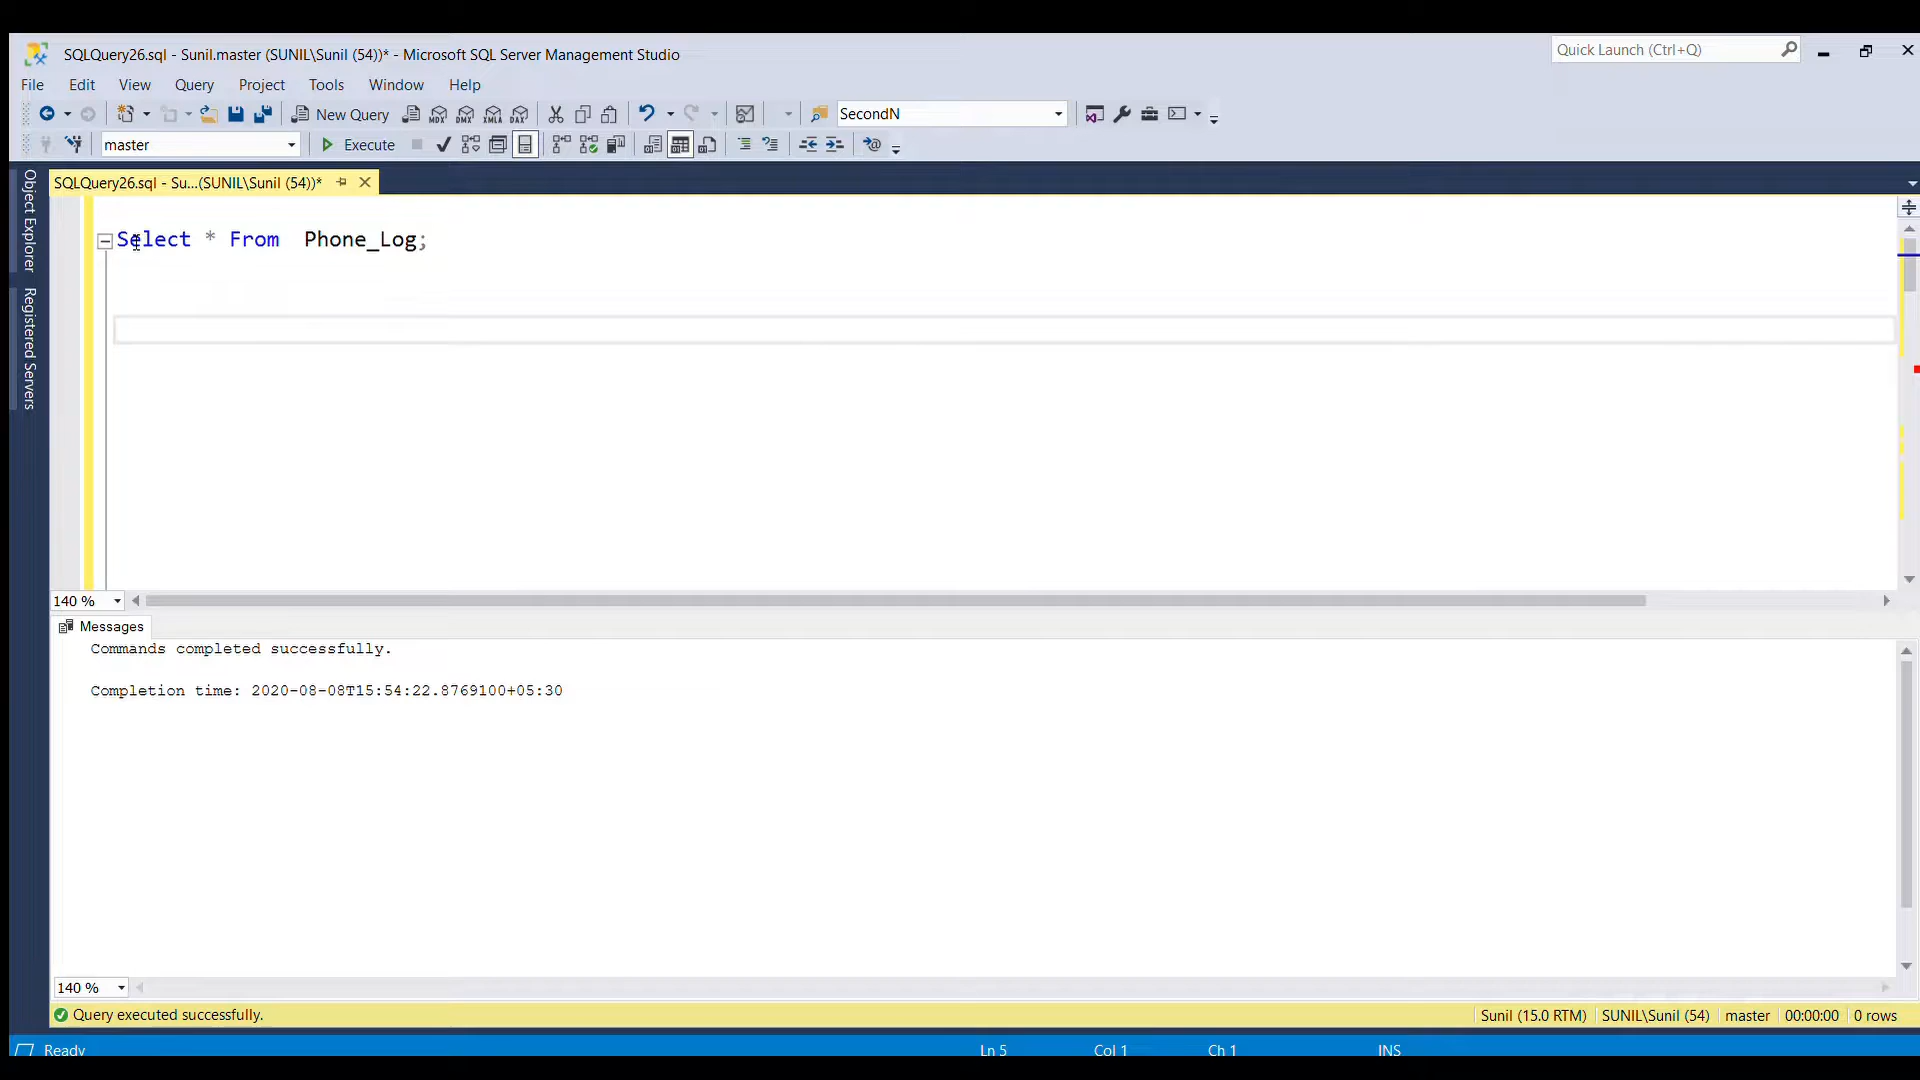 SQLQuery26.sql - Sunil.master (SUNIL\Sunil (54))* - Microsoft SQL Server Management Studio
Quick Launch (Ctrl+Q)
File Edit View Query Project Tools Window Help
New Query
MDX DMX XMLA DAX
SecondN
master
Execute
SQLQuery26.sql - Su...(SUNIL\Sunil (54))*
Object Explorer
Registered Servers
Select * From  Phone_Log;
140 %
Messages
Commands completed successfully.
Completion time: 2020-08-08T15:54:22.8769100+05:30
140 %
Query executed successfully.
Sunil (15.0 RTM) SUNIL\Sunil (54) master 00:00:00 0 rows
Ready Ln 5 Col 1 Ch 1 INS